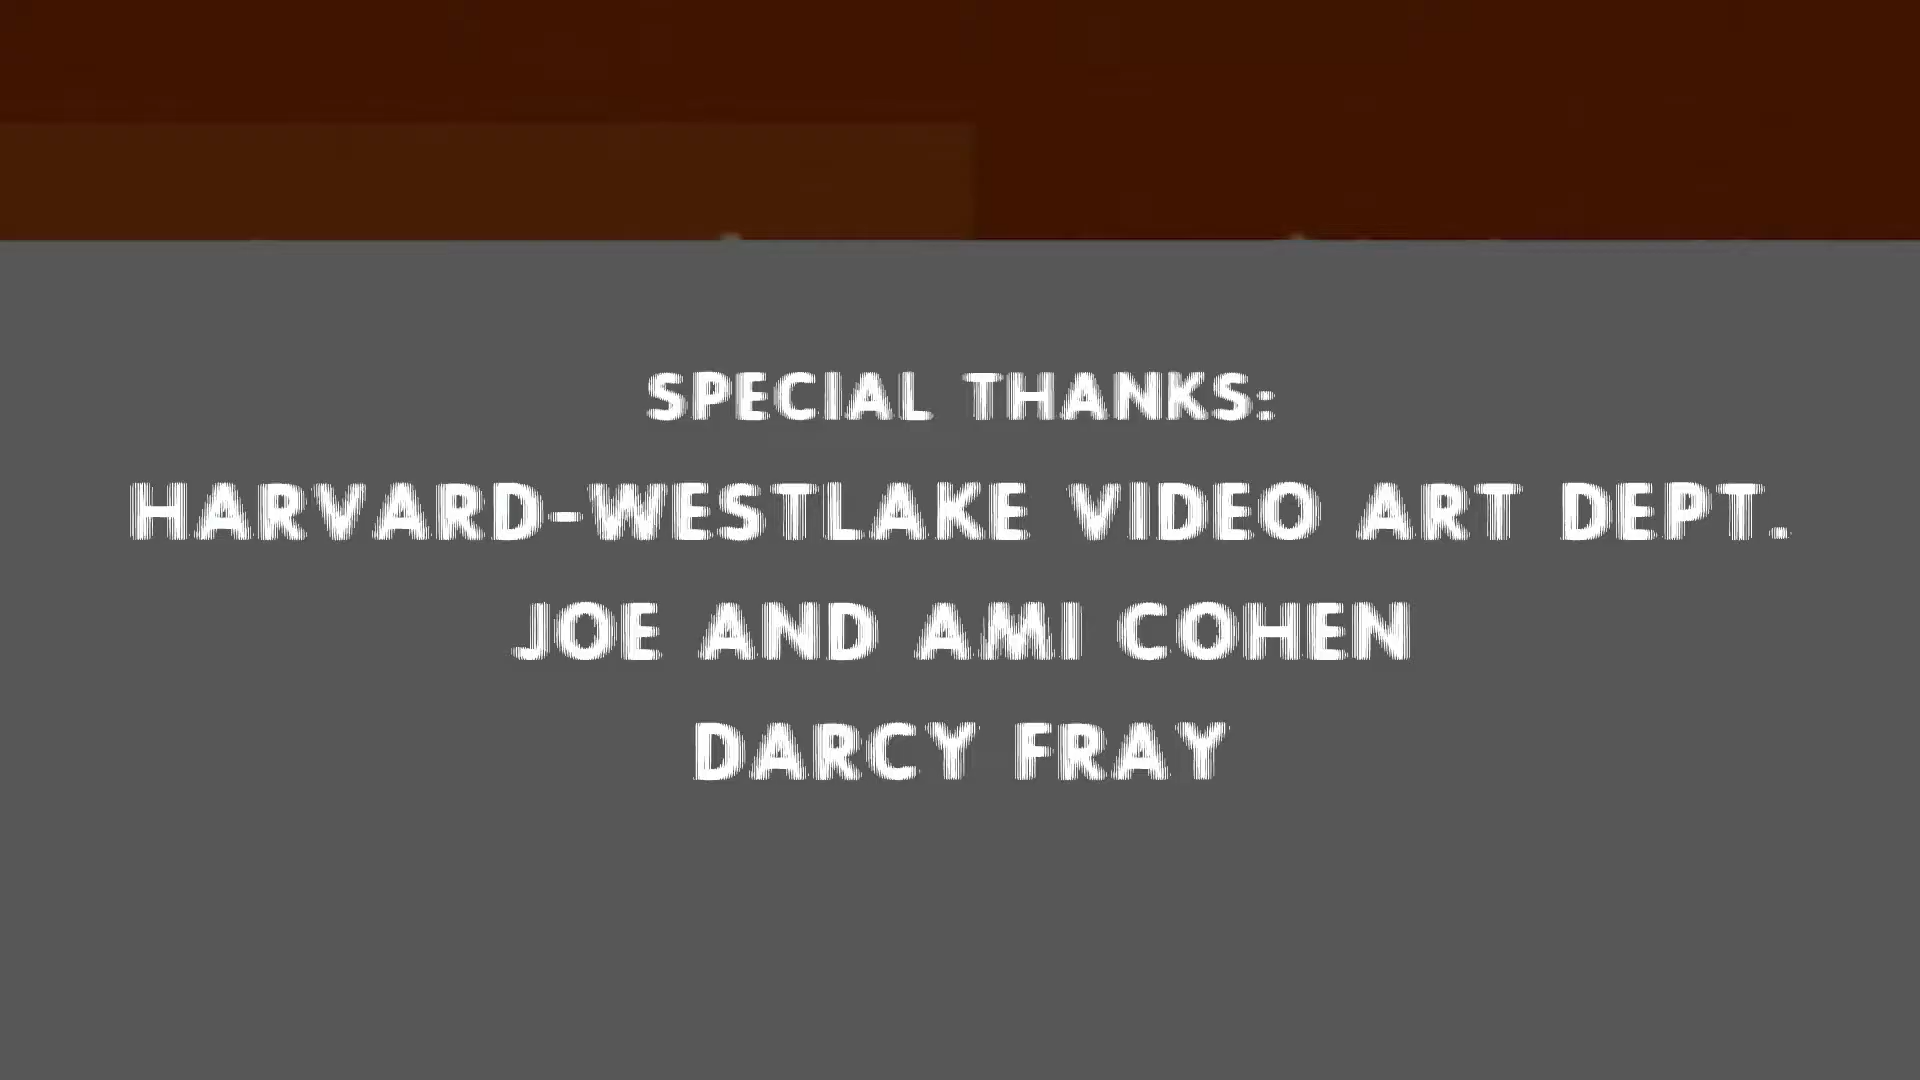 SPECIAL THANKS:
HARVARD-WESTLAKE VIDEO ART DEPT.
JOE AND AMI COHEN
DARCY FRAY